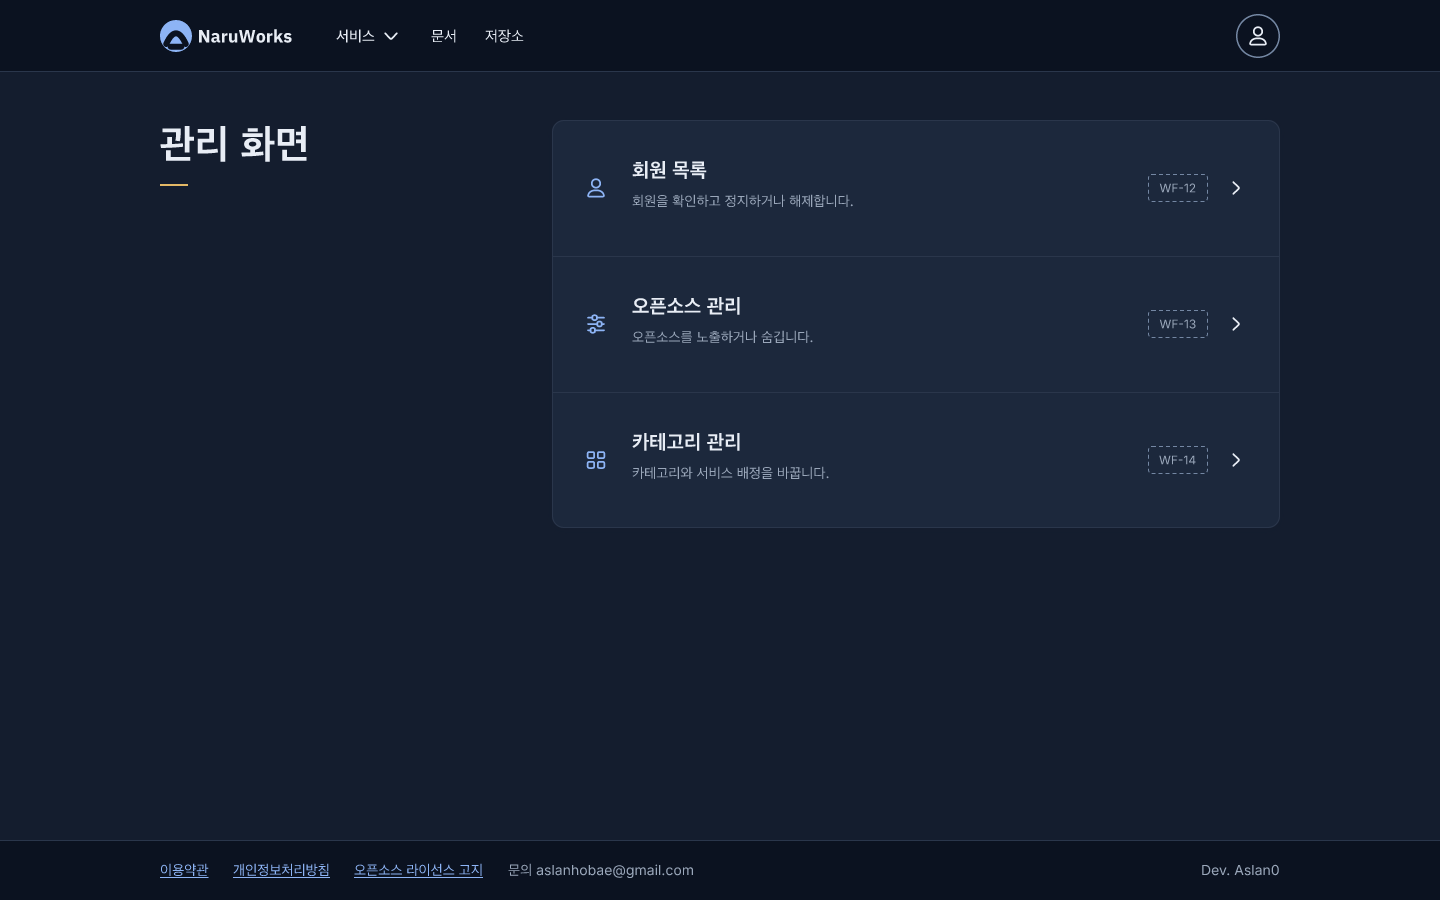 NaruWorks
서비스
문서
저장소
관리 화면
회원 목록
회원을 확인하고 정지하거나 해제합니다.
WF-12
오픈소스 관리
오픈소스를 노출하거나 숨깁니다.
WF-13
카테고리 관리
카테고리와 서비스 배정을 바꿉니다.
WF-14
이용약관
개인정보처리방침
오픈소스 라이선스 고지
문의 aslanhobae@gmail.com
Dev. Aslan0